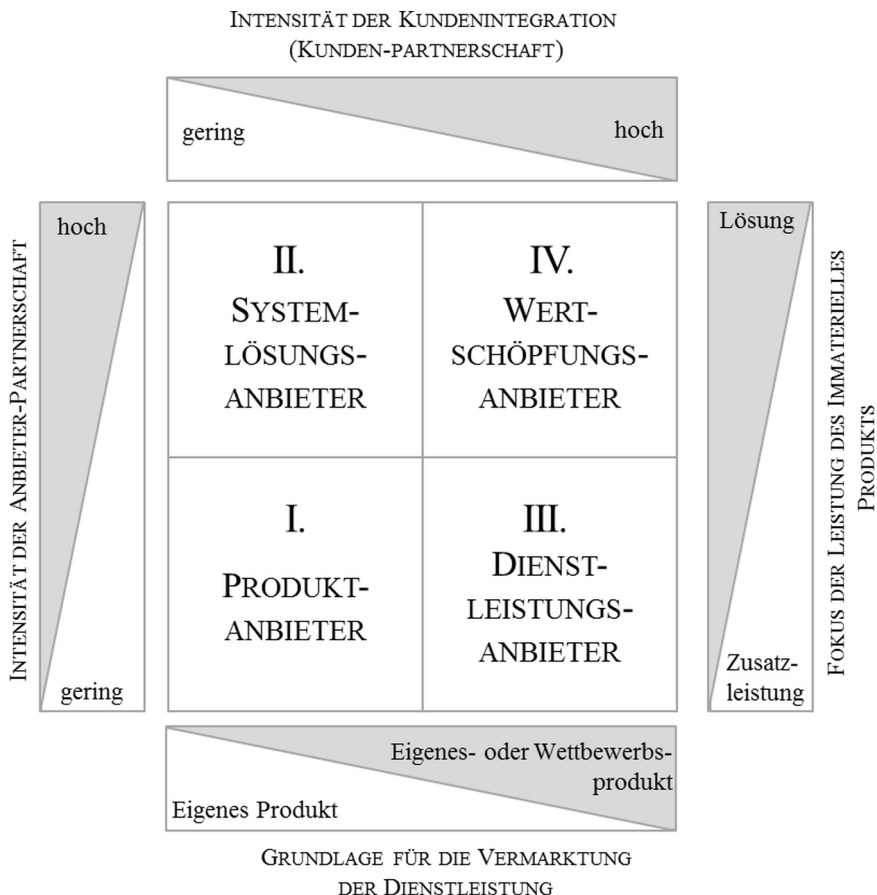 INTENSITÄT DER KUNDENINTEGRATION
(KUNDEN-PARTNERSCHAFT)
gering
hoch
INTENSITÄT DER ANBIETER-PARTNERSCHAFT
hoch
gering
II.
SYSTEM-
LÖSUNGS-
ANBIETER
IV.
WERT-
SCHÖPFUNGS-
ANBIETER
I.
PRODUKT-
ANBIETER
III.
DIENST-
LEISTUNGS-
ANBIETER
Lösung
Zusatz-
leistung
FOKUS DER LEISTUNG DES IMMATERIELLES
PRODUKTS
Eigenes- oder Wettbewerbs-
produkt
Eigenes Produkt
GRUNDLAGE FÜR DIE VERMARKTUNG
DER DIENSTLEISTUNG